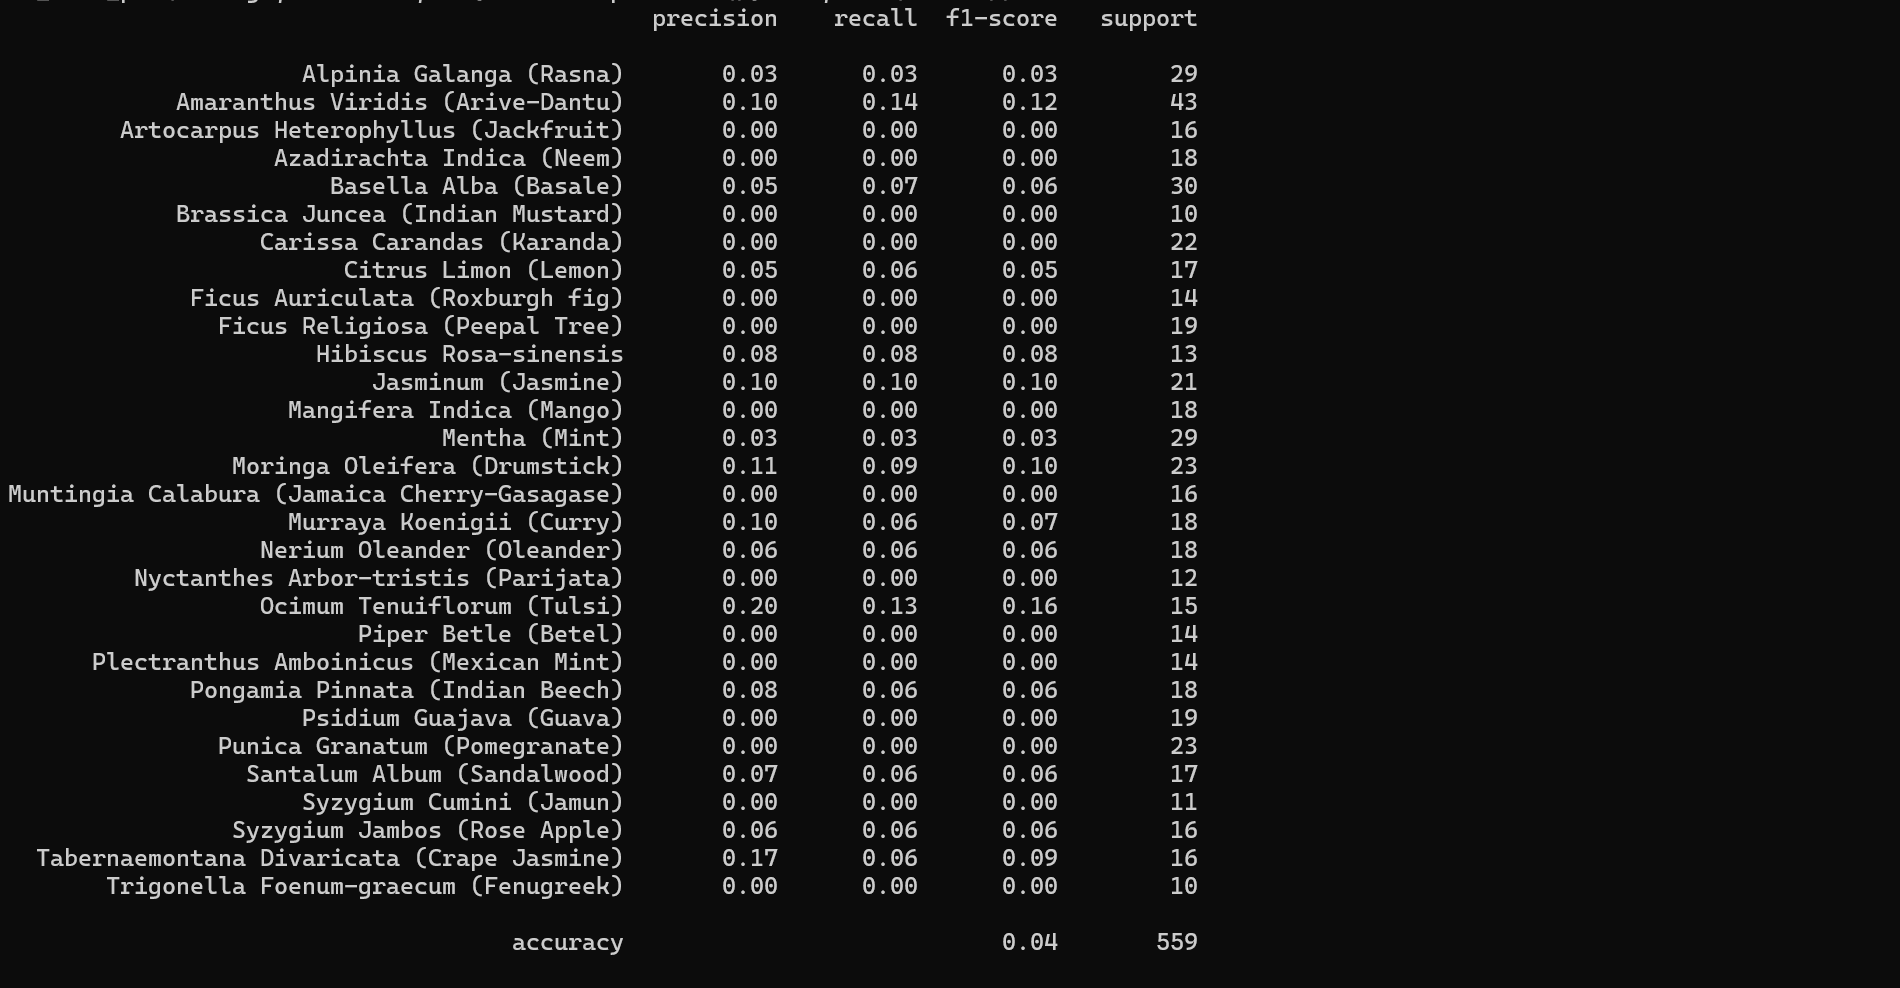 precision recall f1-score support
Alpinia Galanga (Rasna) 0.03 0.03 0.03 29
Amaranthus Viridis (Arive-Dantu) 0.10 0.14 0.12 43
Artocarpus Heterophyllus (Jackfruit) 0.00 0.00 0.00 16
Azadirachta Indica (Neem) 0.00 0.00 0.00 18
Basella Alba (Basale) 0.05 0.07 0.06 30
Brassica Juncea (Indian Mustard) 0.00 0.00 0.00 10
Carissa Carandas (Karanda) 0.00 0.00 0.00 22
Citrus Limon (Lemon) 0.05 0.06 0.05 17
Ficus Auriculata (Roxburgh fig) 0.00 0.00 0.00 14
Ficus Religiosa (Peepal Tree) 0.00 0.00 0.00 19
Hibiscus Rosa-sinensis 0.08 0.08 0.08 13
Jasminum (Jasmine) 0.10 0.10 0.10 21
Mangifera Indica (Mango) 0.00 0.00 0.00 18
Mentha (Mint) 0.03 0.03 0.03 29
Moringa Oleifera (Drumstick) 0.11 0.09 0.10 23
Muntingia Calabura (Jamaica Cherry-Gasagase) 0.00 0.00 0.00 16
Murraya Koenigii (Curry) 0.10 0.06 0.07 18
Nerium Oleander (Oleander) 0.06 0.06 0.06 18
Nyctanthes Arbor-tristis (Parijata) 0.00 0.00 0.00 12
Ocimum Tenuiflorum (Tulsi) 0.20 0.13 0.16 15
Piper Betle (Betel) 0.00 0.00 0.00 14
Plectranthus Amboinicus (Mexican Mint) 0.00 0.00 0.00 14
Pongamia Pinnata (Indian Beech) 0.08 0.06 0.06 18
Psidium Guajava (Guava) 0.00 0.00 0.00 19
Punica Granatum (Pomegranate) 0.00 0.00 0.00 23
Santalum Album (Sandalwood) 0.07 0.06 0.06 17
Syzygium Cumini (Jamun) 0.00 0.00 0.00 11
Syzygium Jambos (Rose Apple) 0.06 0.06 0.06 16
Tabernaemontana Divaricata (Crape Jasmine) 0.17 0.06 0.09 16
Trigonella Foenum-graecum (Fenugreek) 0.00 0.00 0.00 10
accuracy 0.04 559